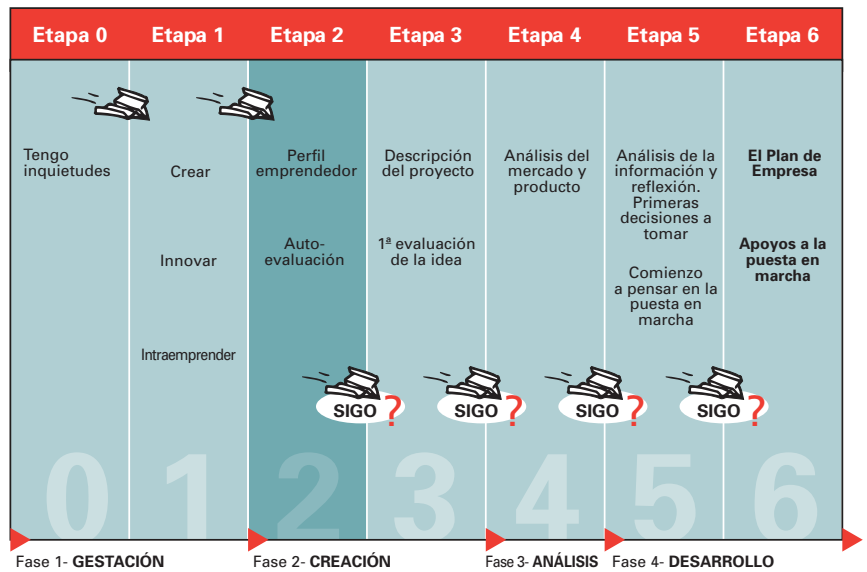 Etapa 0
Etapa 1
Etapa 2
Etapa 3
Etapa 4
Etapa 5
Etapa 6
Tengo
inquietudes
Crear
Innovar
Intraemprender
Perfil
emprendedor
Auto-
evaluación
Descripción
del proyecto
1ª evaluación
de la idea
Análisis del
mercado y
producto
Análisis de la
información y
reflexión.
Primeras
decisiones a
tomar
Comienzo
a pensar en la
puesta en
marcha
El Plan de
Empresa
Apoyos a la
puesta en
marcha
SIGO ?
SIGO ?
SIGO ?
SIGO ?
0
1
2
3
4
5
6
Fase 1- GESTACIÓN
Fase 2- CREACIÓN
Fase 3- ANÁLISIS
Fase 4- DESARROLLO